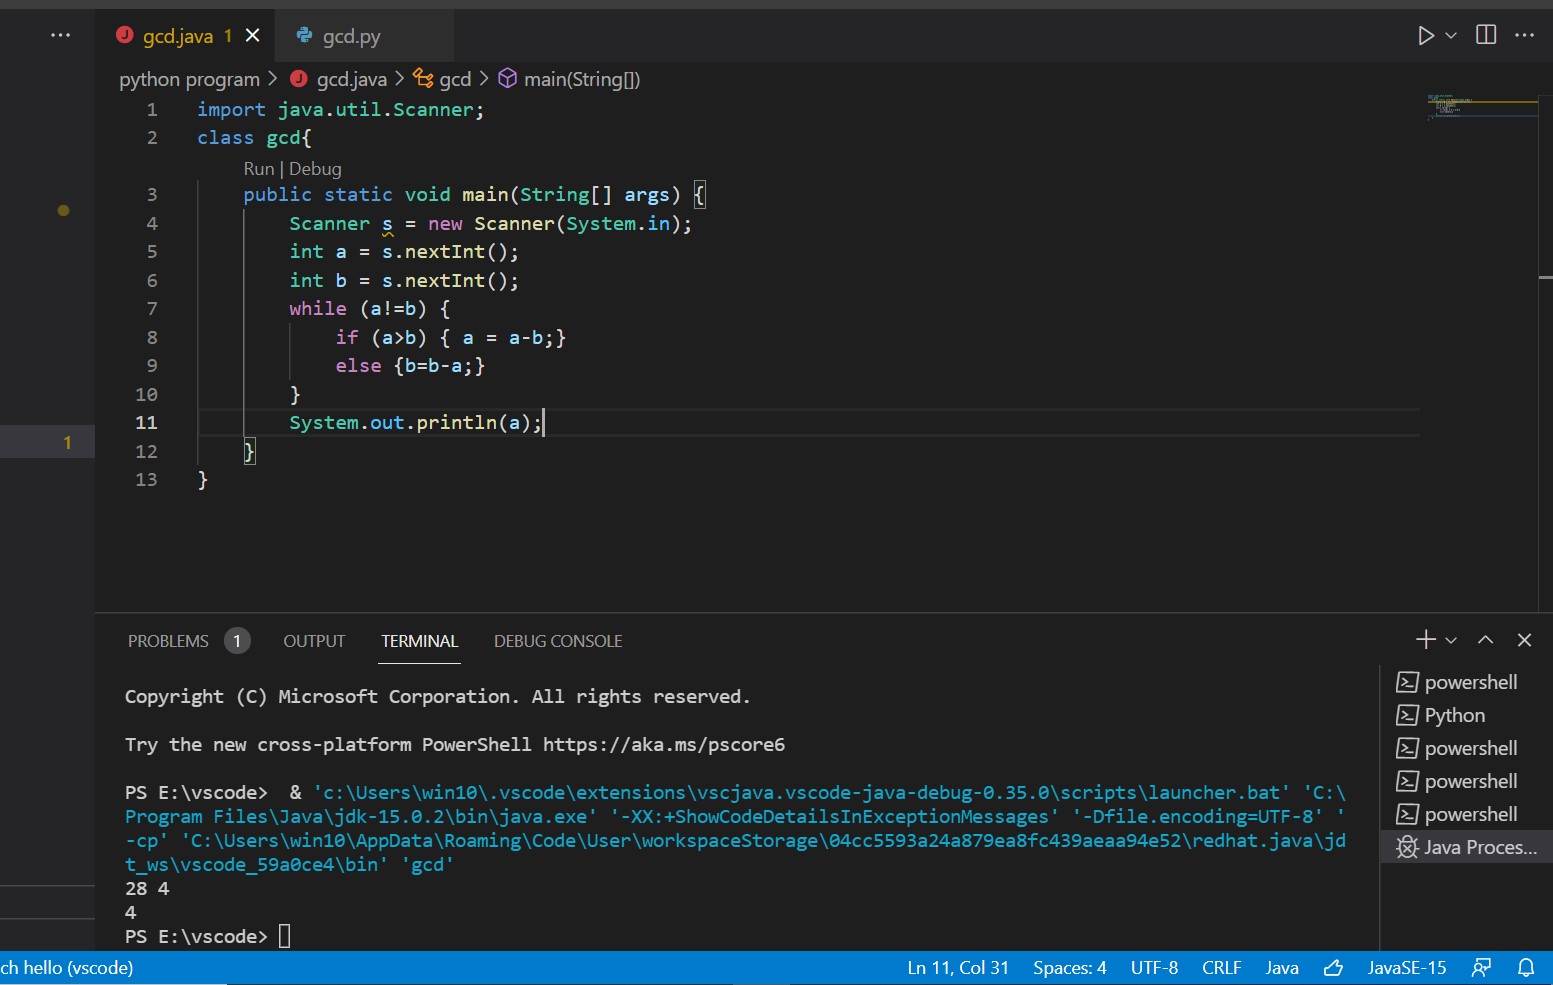 gcd.java 1
gcd.py
python program > gcd.java > gcd > main(String[])
1 import java.util.Scanner;
2 class gcd{
Run | Debug
3 public static void main(String[] args) {
4 Scanner s = new Scanner(System.in);
5 int a = s.nextInt();
6 int b = s.nextInt();
7 while (a!=b) {
8 if (a>b) { a = a-b;}
9 else {b=b-a;}
10 }
11 System.out.println(a);
12 }
13 }
1
PROBLEMS 1 OUTPUT TERMINAL DEBUG CONSOLE
Copyright (C) Microsoft Corporation. All rights reserved.
Try the new cross-platform PowerShell https://aka.ms/pscore6
PS E:\vscode>  & 'c:\Users\win10\.vscode\extensions\vscjava.vscode-java-debug-0.35.0\scripts\launcher.bat' 'C:\
Program Files\Java\jdk-15.0.2\bin\java.exe' '-XX:+ShowCodeDetailsInExceptionMessages' '-Dfile.encoding=UTF-8' '
-cp' 'C:\Users\win10\AppData\Roaming\Code\User\workspaceStorage\04cc5593a24a879ea8fc439aeaa94e52\redhat.java\jd
t_ws\vscode_59a0ce4\bin' 'gcd'
28 4
4
PS E:\vscode>
powershell
Python
powershell
powershell
powershell
Java Proces...
ch hello (vscode)
Ln 11, Col 31 Spaces: 4 UTF-8 CRLF Java JavaSE-15